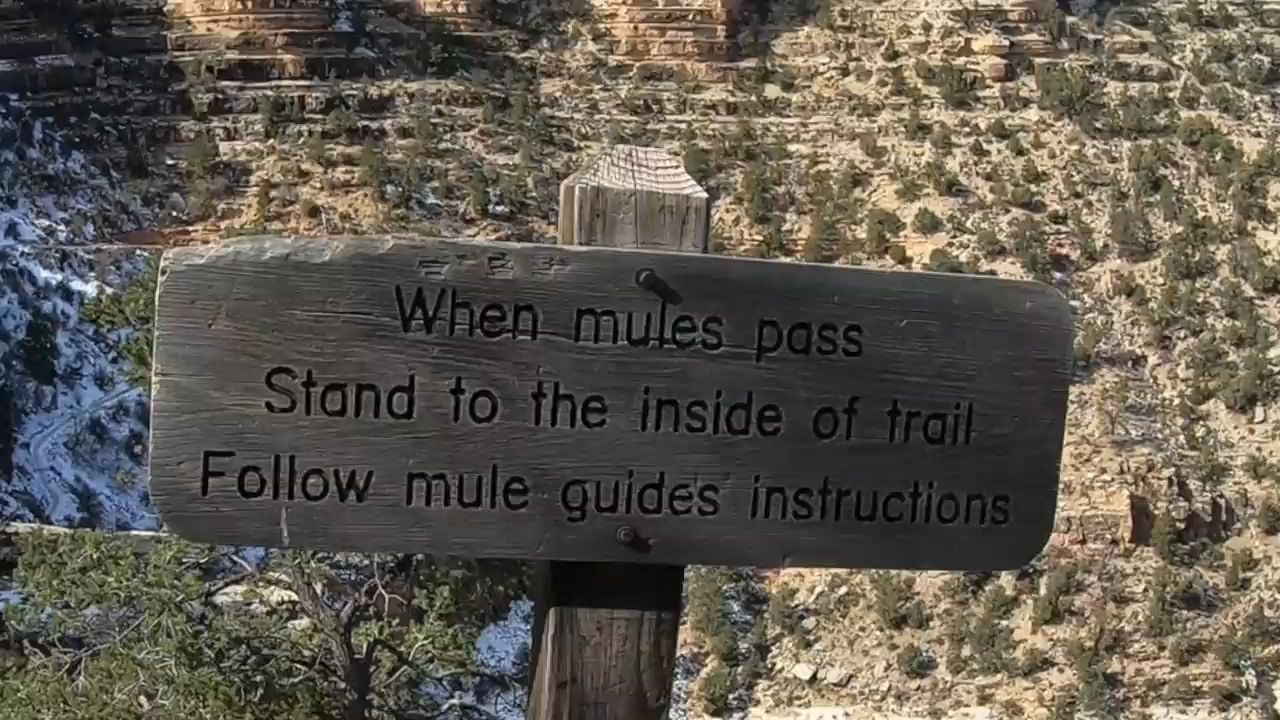 When mules pass
Stand to the inside of trail
Follow mule guides instructions